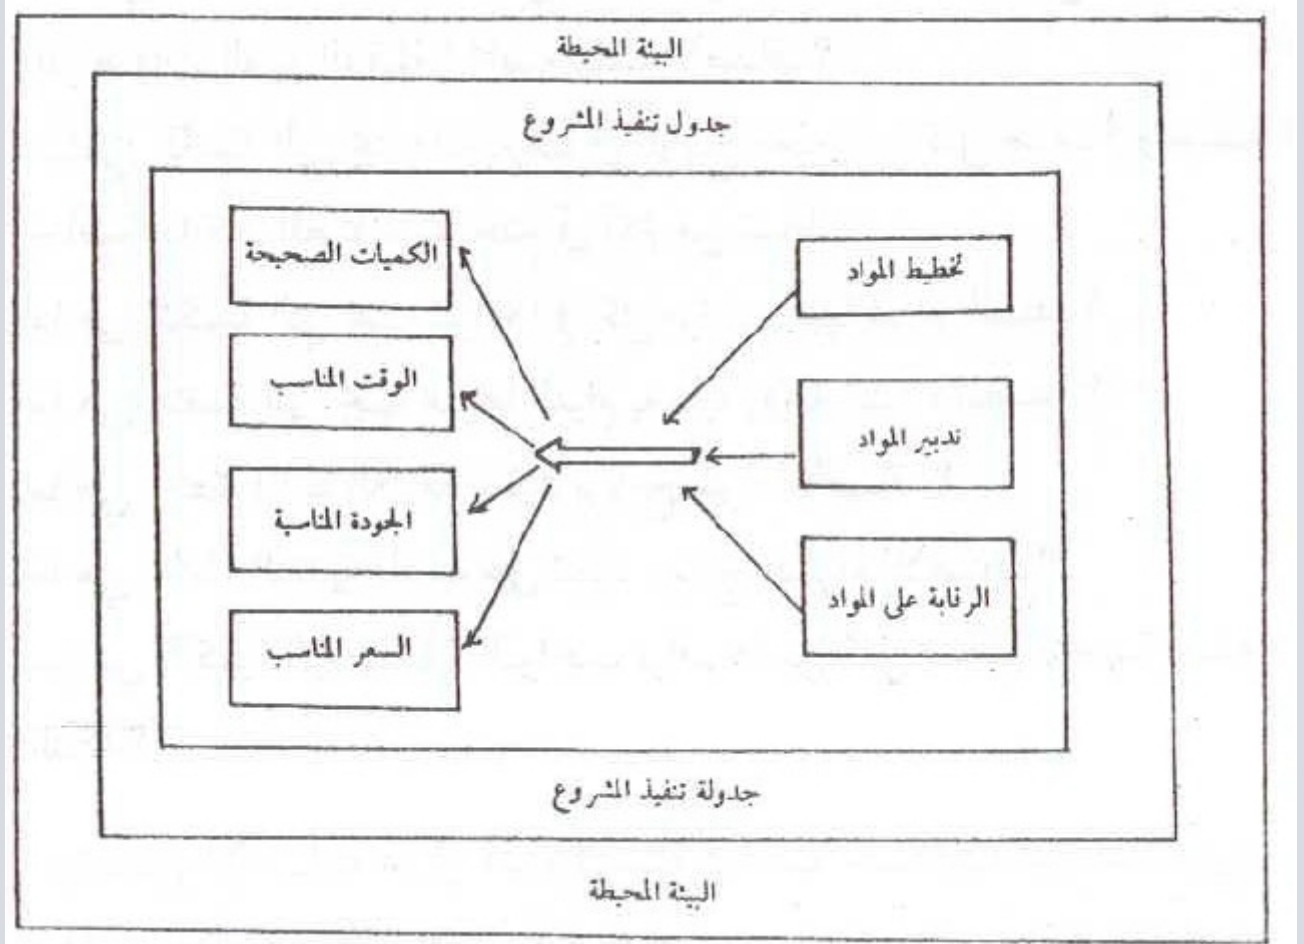 البيئة المحيطة
جدول تنفيذ المشروع
تخطيط المواد
تدبير المواد
الرقابة على المواد
الكميات الصحيحة
الوقت المناسب
الجودة المناسبة
السعر المناسب
جدولة تنفيذ المشروع
البيئة المحيطة